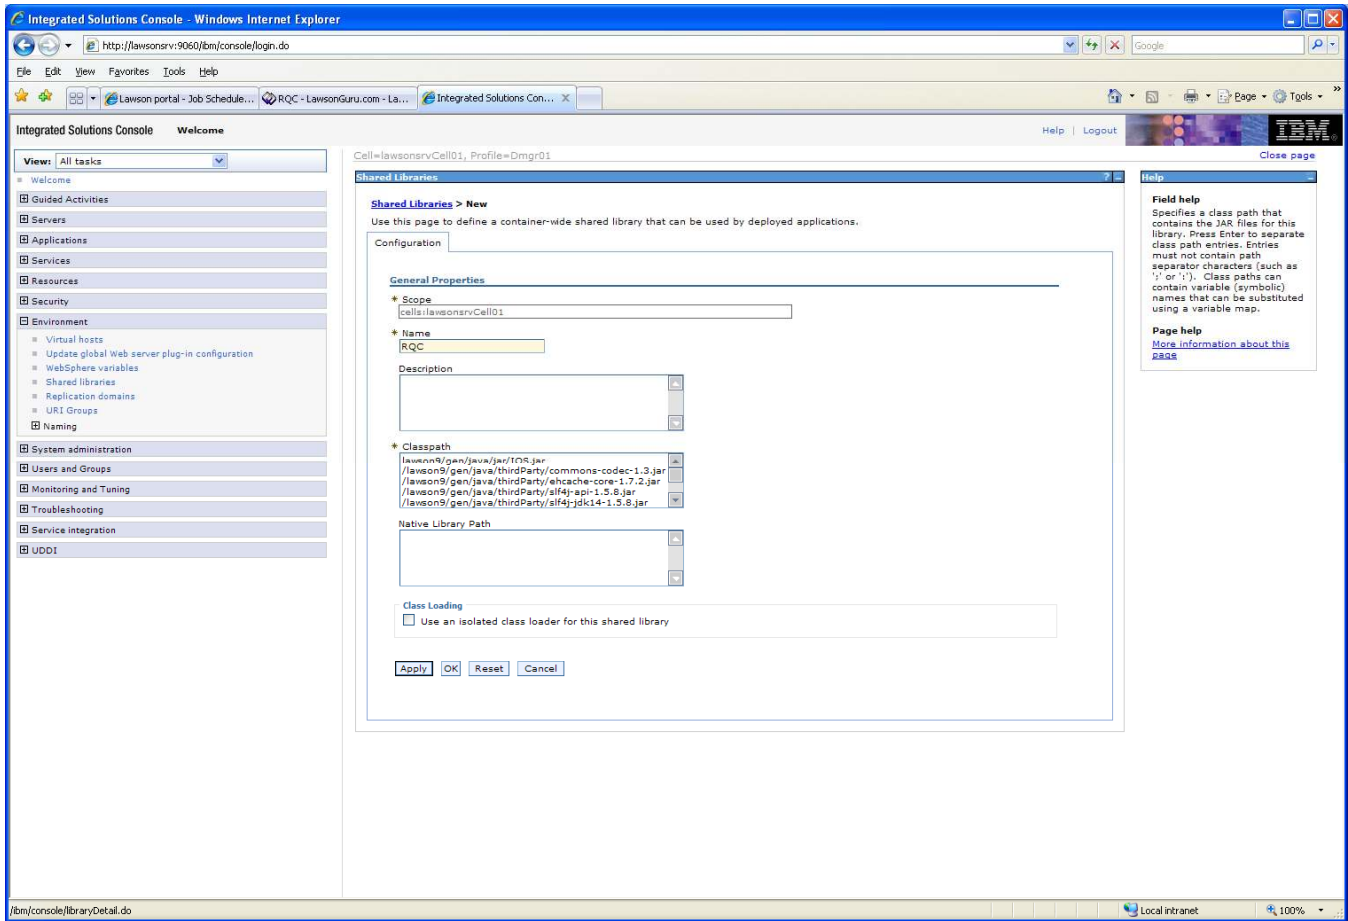 Integrated Solutions Console - Windows Internet Explorer
http://lawsonsrv:9060/ibm/console/login.do
Google
File Edit View Favorites Tools Help
Lawson portal - Job Schedule... RQC - LawsonGuru.com - La... Integrated Solutions Con... X
Page Tools »
Integrated Solutions Console Welcome
Help | Logout
IBM
View: All tasks
Welcome
Guided Activities
Servers
Applications
Services
Resources
Security
Environment
Virtual hosts
Update global Web server plug-in configuration
WebSphere variables
Shared libraries
Replication domains
URI Groups
Naming
System administration
Users and Groups
Monitoring and Tuning
Troubleshooting
Service integration
UDDI
Cell=lawsonsrvCell01, Profile=Dmgr01
Close page
Shared Libraries
? –
Shared Libraries > New
Use this page to define a container-wide shared library that can be used by deployed applications.
Configuration
General Properties
* Scope
cells:lawsonsrvCell01
* Name
RQC
Description
* Classpath
lawson9/gen/java/jar/IOS.jar
/lawson9/gen/java/thirdParty/commons-codec-1.3.jar
/lawson9/gen/java/thirdParty/ehcache-core-1.7.2.jar
/lawson9/gen/java/thirdParty/slf4j-api-1.5.8.jar
/lawson9/gen/java/thirdParty/slf4j-jdk14-1.5.8.jar
Native Library Path
Class Loading
Use an isolated class loader for this shared library
Apply OK Reset Cancel
Help
Field help
Specifies a class path that
contains the JAR files for this
library. Press Enter to separate
class path entries. Entries
must not contain path
separator characters (such as
';' or ':'). Class paths can
contain variable (symbolic)
names that can be substituted
using a variable map.
Page help
More information about this
page
/ibm/console/libraryDetail.do
Local intranet
100%